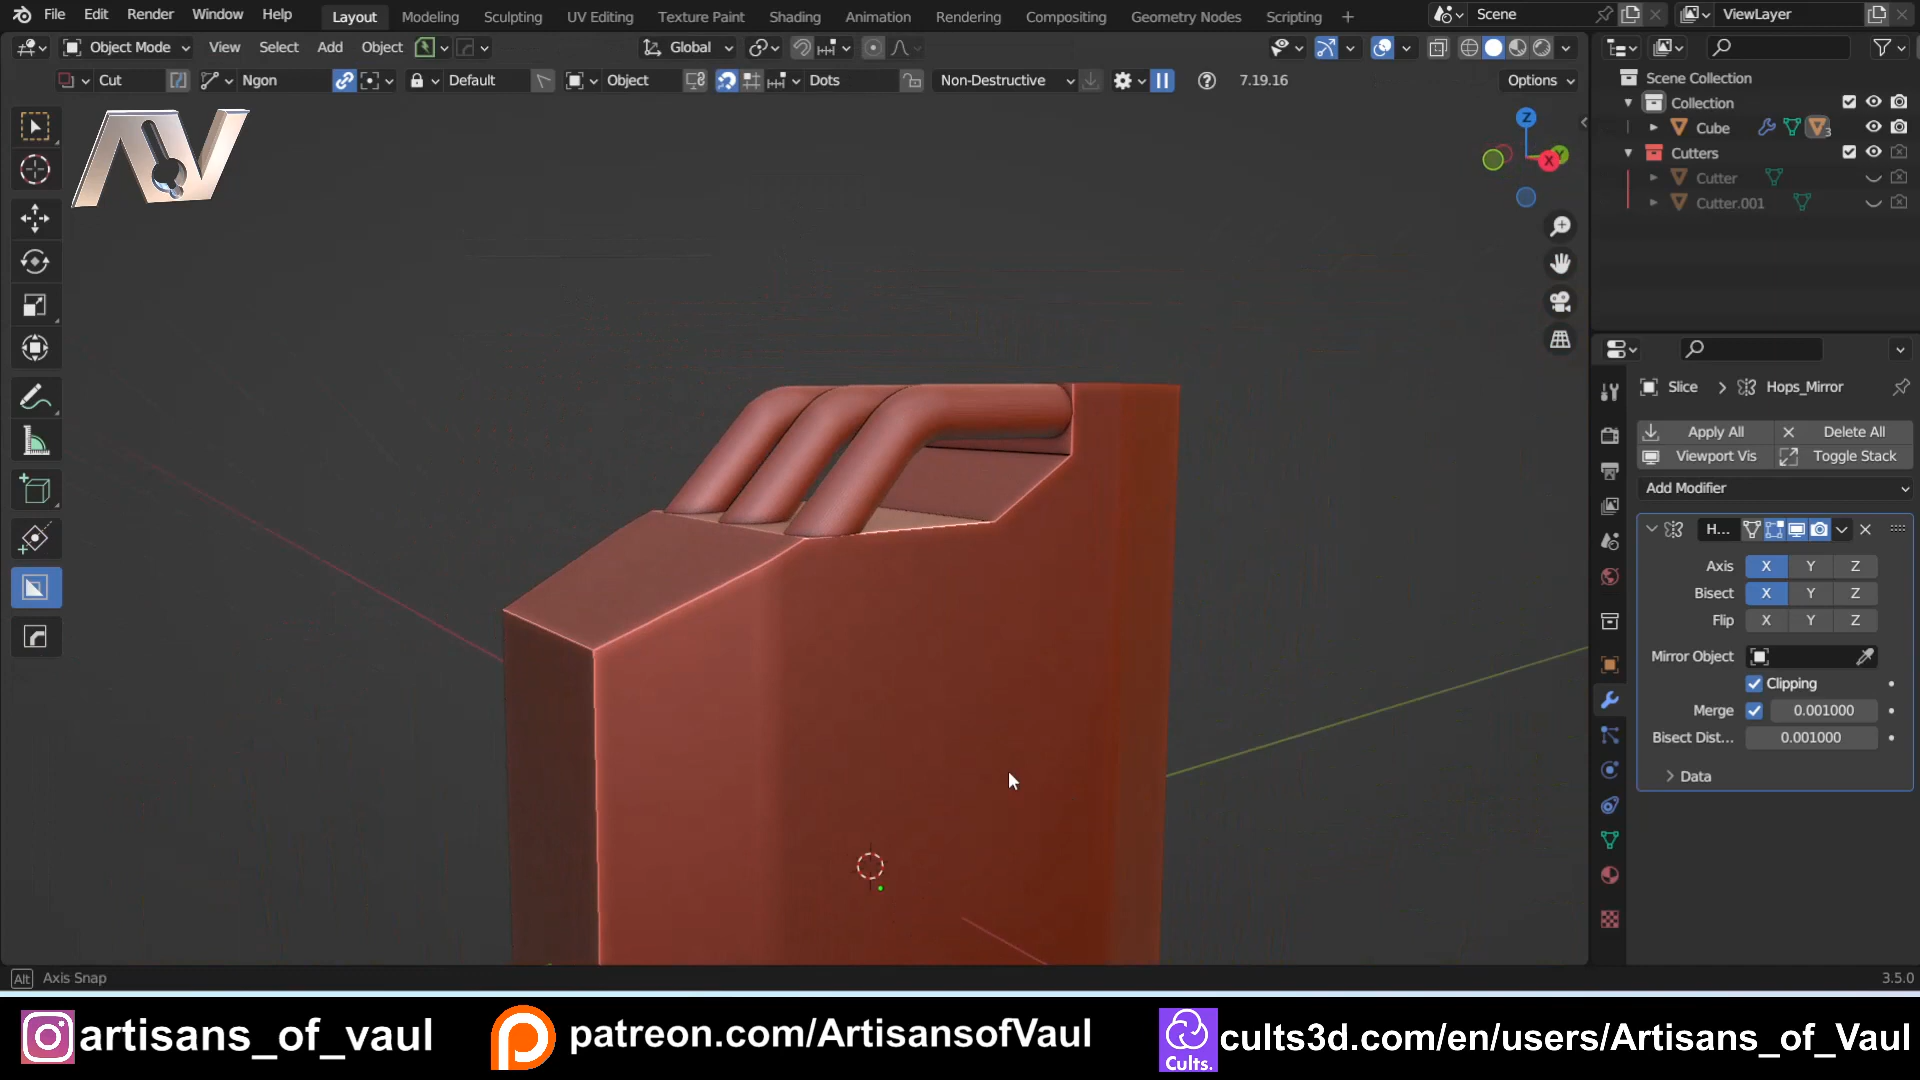 File Edit Render Window Help Layout Modeling Sculpting UV Editing Texture Paint Shading Animation Rendering Compositing Geometry Nodes Scripting + Scene ViewLayer
Object Mode View Select Add Object Global
Cut Ngon Default Object Dots Non-Destructive 7.19.16 Options
Scene Collection
Collection
Cube 3
Cutters
Cutter
Cutter.001
Z
Y
X
Slice > Hops_Mirror
Apply All Delete All
Viewport Vis Toggle Stack
Add Modifier
H...
Axis X Y Z
Bisect X Y Z
Flip X Y Z
Mirror Object
Clipping
Merge 0.001000
Bisect Dist... 0.001000
Data
Alt Axis Snap 3.5.0
artisans_of_vaul patreon.com/ArtisansofVaul cults3d.com/en/users/Artisans_of_Vaul
Cults.